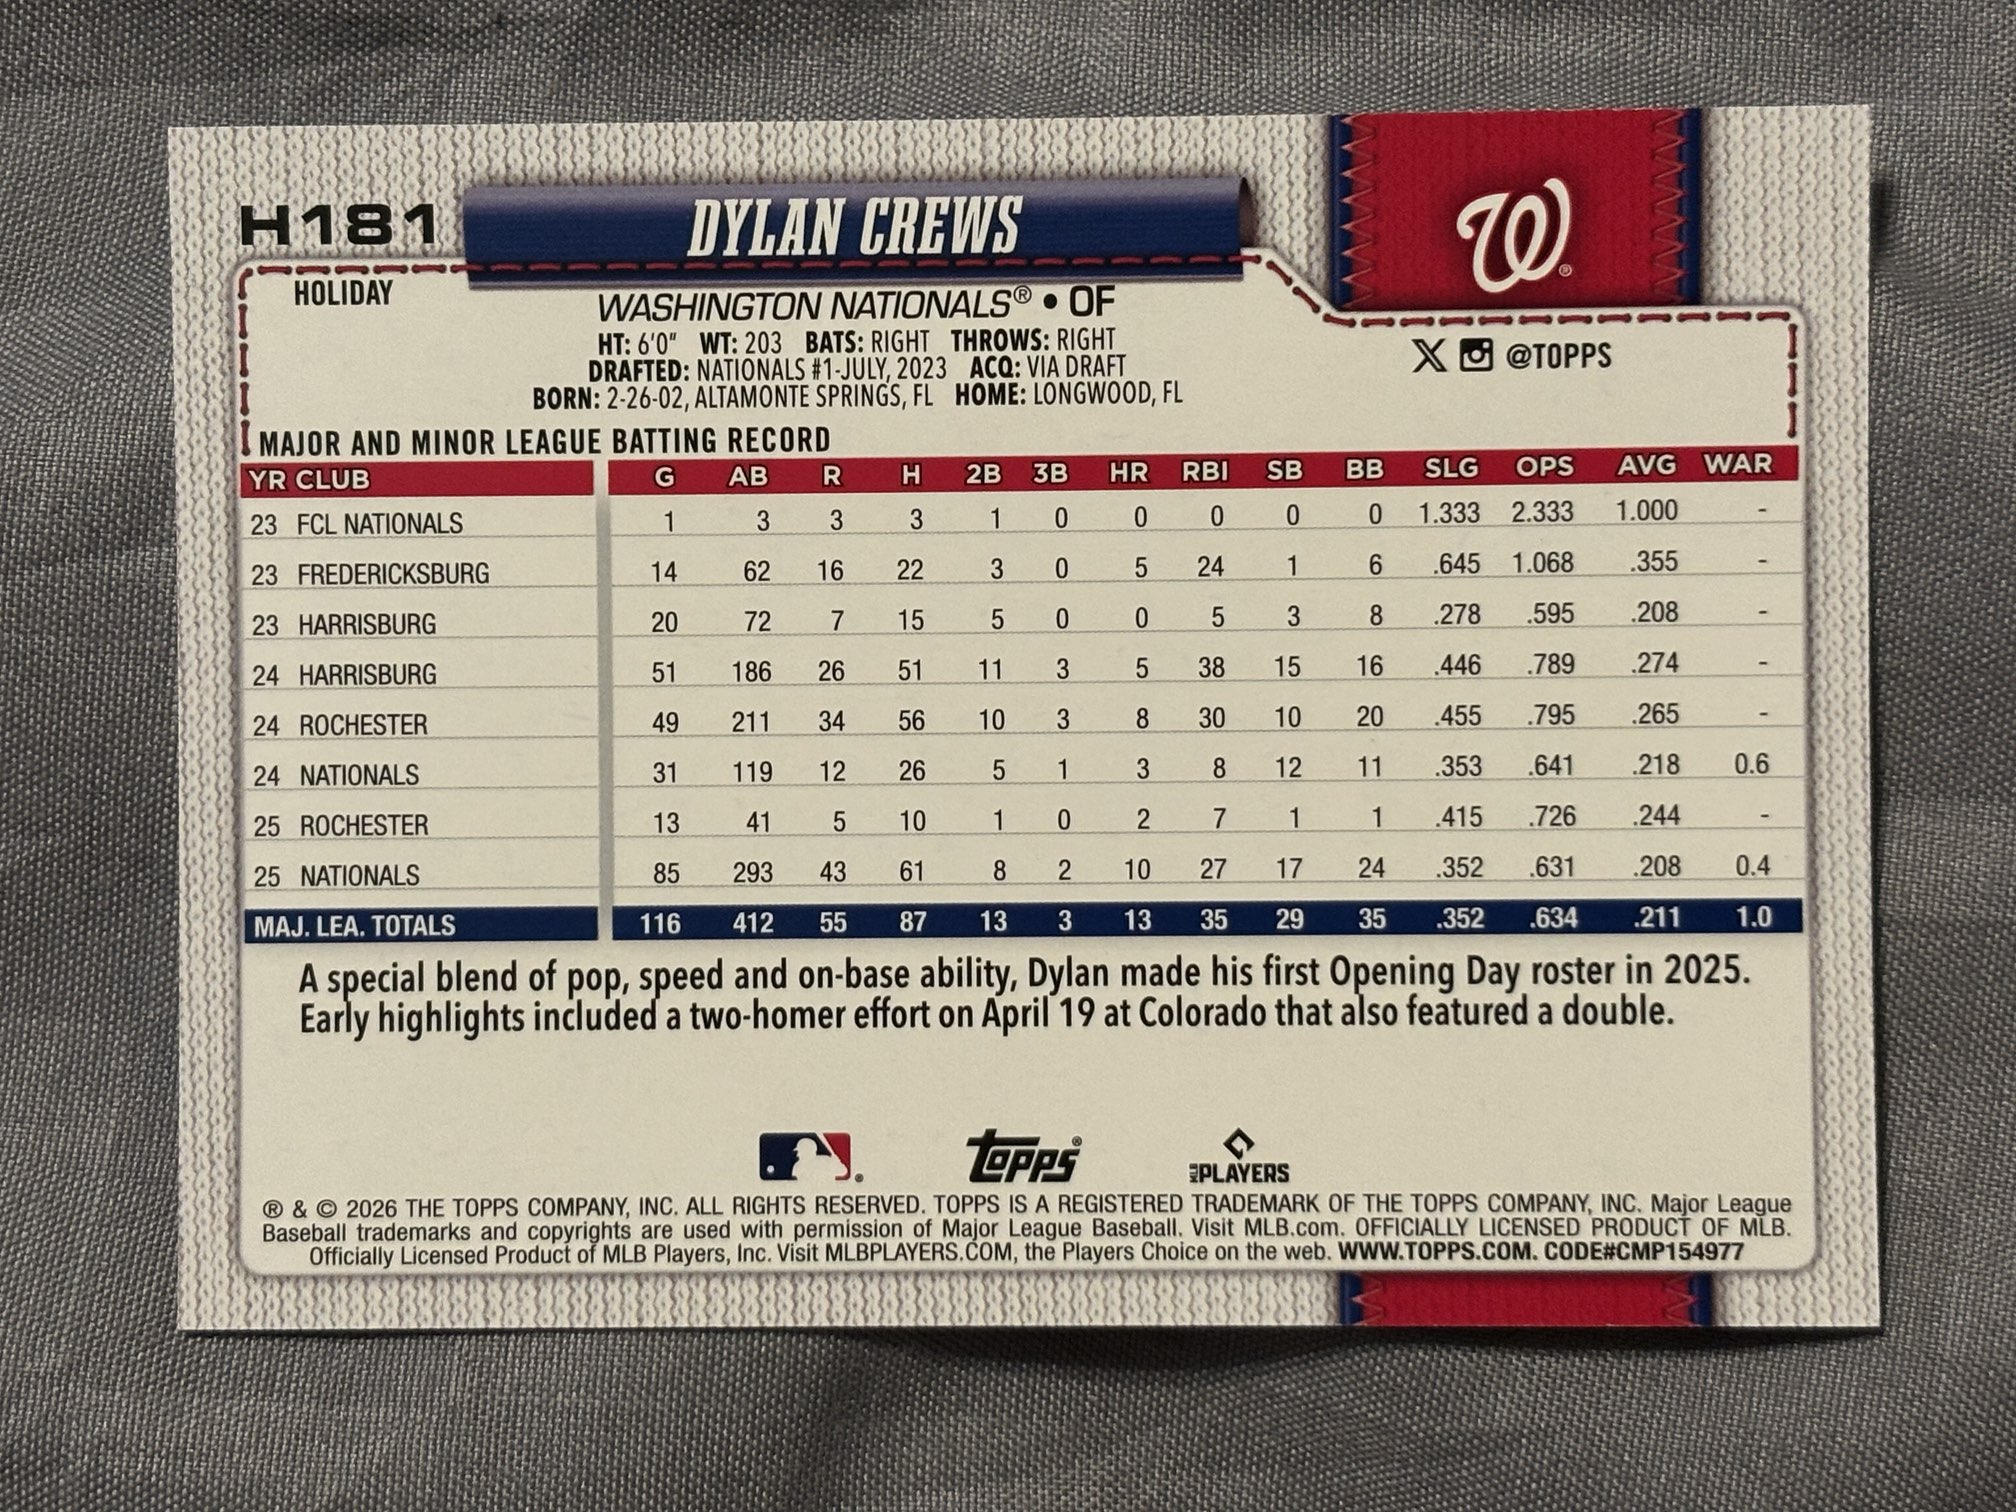 H181
DYLAN CREWS
W®
HOLIDAY
WASHINGTON NATIONALS® • OF
HT: 6'0" WT: 203 BATS: RIGHT THROWS: RIGHT
DRAFTED: NATIONALS #1-JULY, 2023 ACQ: VIA DRAFT
BORN: 2-26-02, ALTAMONTE SPRINGS, FL HOME: LONGWOOD, FL
X @TOPPS
MAJOR AND MINOR LEAGUE BATTING RECORD
YR CLUB G AB R H 2B 3B HR RBI SB BB SLG OPS AVG WAR
23 FCL NATIONALS 1 3 3 3 1 0 0 0 0 0 1.333 2.333 1.000 -
23 FREDERICKSBURG 14 62 16 22 3 0 5 24 1 6 .645 1.068 .355 -
23 HARRISBURG 20 72 7 15 5 0 0 5 3 8 .278 .595 .208 -
24 HARRISBURG 51 186 26 51 11 3 5 38 15 16 .446 .789 .274 -
24 ROCHESTER 49 211 34 56 10 3 8 30 10 20 .455 .795 .265 -
24 NATIONALS 31 119 12 26 5 1 3 8 12 11 .353 .641 .218 0.6
25 ROCHESTER 13 41 5 10 1 0 2 7 1 1 .415 .726 .244 -
25 NATIONALS 85 293 43 61 8 2 10 27 17 24 .352 .631 .208 0.4
MAJ. LEA. TOTALS 116 412 55 87 13 3 13 35 29 35 .352 .634 .211 1.0
A special blend of pop, speed and on-base ability, Dylan made his first Opening Day roster in 2025.
Early highlights included a two-homer effort on April 19 at Colorado that also featured a double.
® topps® MLB PLAYERS
® & © 2026 THE TOPPS COMPANY, INC. ALL RIGHTS RESERVED. TOPPS IS A REGISTERED TRADEMARK OF THE TOPPS COMPANY, INC. Major League
Baseball trademarks and copyrights are used with permission of Major League Baseball. Visit MLB.com. OFFICIALLY LICENSED PRODUCT OF MLB.
Officially Licensed Product of MLB Players, Inc. Visit MLBPLAYERS.COM, the Players Choice on the web. WWW.TOPPS.COM. CODE#CMP154977